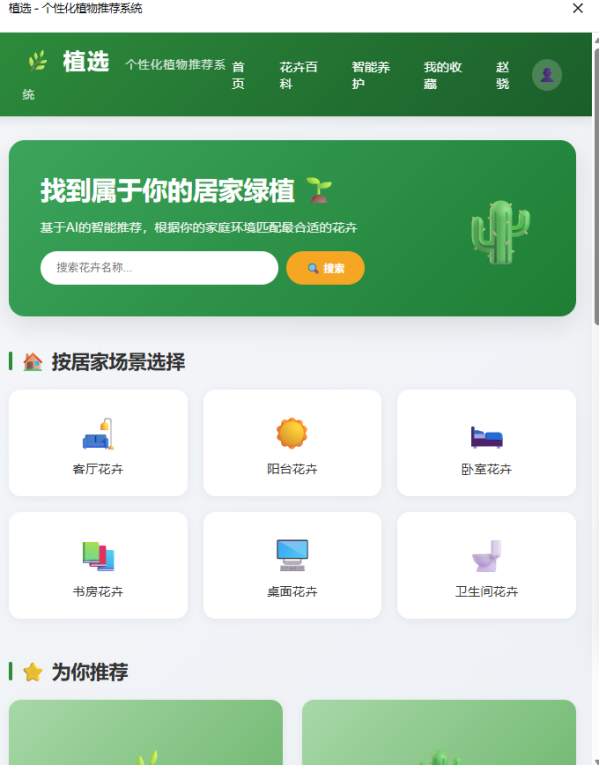 植选 - 个性化植物推荐系统
植选 个性化植物推荐系
统
首
页
花卉百
科
智能养
护
我的收
藏
赵
骁
找到属于你的居家绿植
基于AI的智能推荐，根据你的家庭环境匹配最合适的花卉
搜索花卉名称...
搜索
按居家场景选择
客厅花卉
阳台花卉
卧室花卉
书房花卉
桌面花卉
卫生间花卉
为你推荐